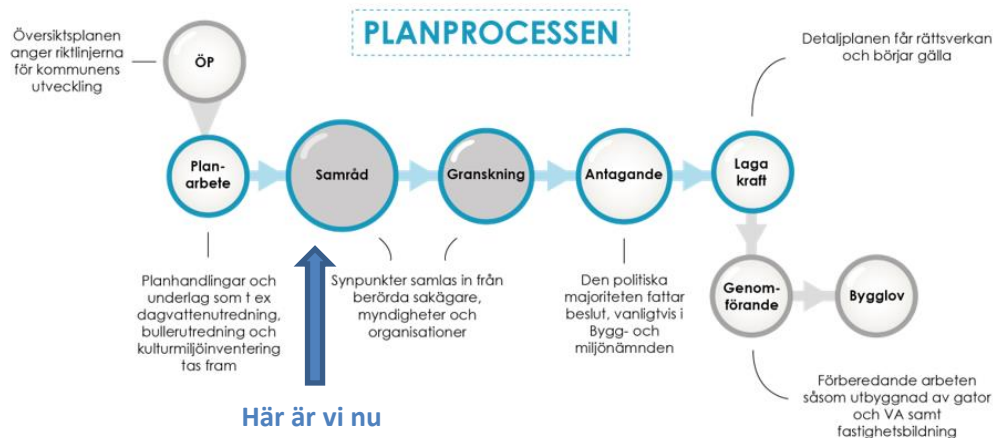 PLANPROCESSEN
Översiktsplanen
anger riktlinjerna
för kommunens
utveckling
ÖP
Detaljplanen får rättsverkan
och börjar gälla
Plan-
arbete
Samråd
Granskning
Antagande
Laga
kraft
Planhandlingar och
underlag som t ex
dagvattenutredning,
bullerutredning och
kulturmiljöinventering
tas fram
Synpunkter samlas in från
berörda sakägare,
myndigheter och
organisationer
Den politiska
majoriteten fattar
beslut, vanligtvis i
Bygg- och
miljönämnden
Genom-
förande
Bygglov
Förberedande arbeten
såsom utbyggnad av gator
och VA samt
fastighetsbildning
Här är vi nu